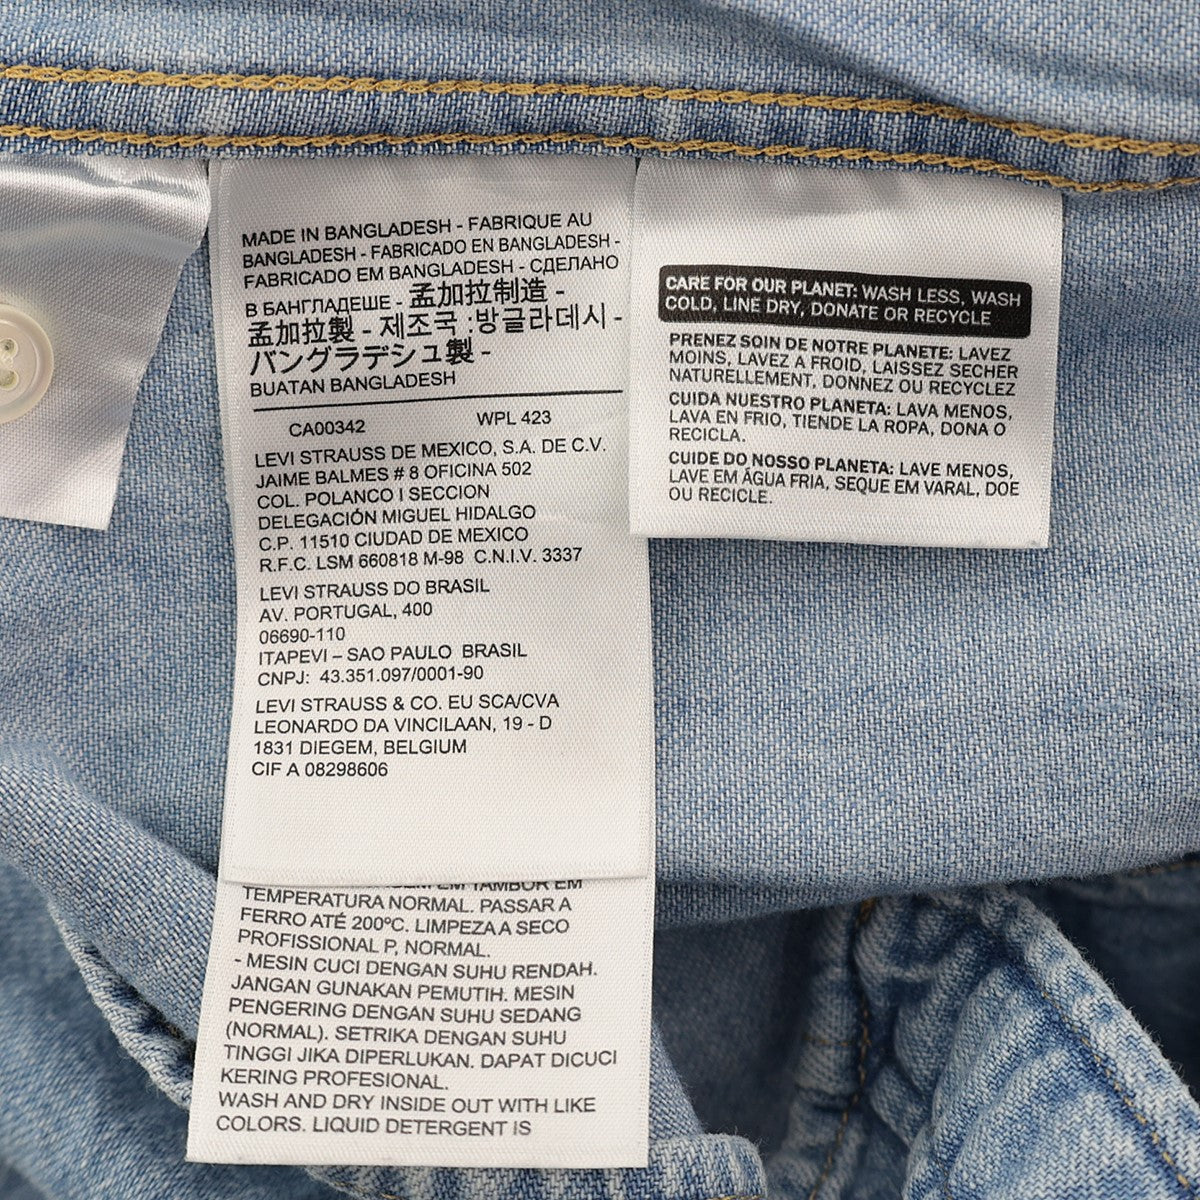 MADE IN BANGLADESH - FABRIQUE AU
BANGLADESH - FABRICADO EN BANGLADESH -
FABRICADO EM BANGLADESH - СДЕЛАНО
В БАНГЛАДЕШЕ - 孟加拉制造 -
孟加拉製 - 제조국 :방글라데시 -
バングラデシュ製 -
BUATAN BANGLADESH
CA00342 WPL 423
LEVI STRAUSS DE MEXICO, S.A. DE C.V.
JAIME BALMES # 8 OFICINA 502
COL. POLANCO I SECCION
DELEGACIÓN MIGUEL HIDALGO
C.P. 11510 CIUDAD DE MEXICO
R.F.C. LSM 660818 M-98 C.N.I.V. 3337
LEVI STRAUSS DO BRASIL
AV. PORTUGAL, 400
06690-110
ITAPEVI – SAO PAULO BRASIL
CNPJ: 43.351.097/0001-90
LEVI STRAUSS & CO. EU SCA/CVA
LEONARDO DA VINCILAAN, 19 - D
1831 DIEGEM, BELGIUM
CIF A 08298606
EM TAMBOR EM
TEMPERATURA NORMAL. PASSAR A
FERRO ATÉ 200ºC. LIMPEZA A SECO
PROFISSIONAL P, NORMAL.
- MESIN CUCI DENGAN SUHU RENDAH.
JANGAN GUNAKAN PEMUTIH. MESIN
PENGERING DENGAN SUHU SEDANG
(NORMAL). SETRIKA DENGAN SUHU
TINGGI JIKA DIPERLUKAN. DAPAT DICUCI
KERING PROFESIONAL.
WASH AND DRY INSIDE OUT WITH LIKE
COLORS. LIQUID DETERGENT IS
CARE FOR OUR PLANET: WASH LESS, WASH
COLD, LINE DRY, DONATE OR RECYCLE
PRENEZ SOIN DE NOTRE PLANETE: LAVEZ
MOINS, LAVEZ A FROID, LAISSEZ SECHER
NATURELLEMENT, DONNEZ OU RECYCLEZ
CUIDA NUESTRO PLANETA: LAVA MENOS,
LAVA EN FRIO, TIENDE LA ROPA, DONA O
RECICLA.
CUIDE DO NOSSO PLANETA: LAVE MENOS,
LAVE EM ÁGUA FRIA, SEQUE EM VARAL, DOE
OU RECICLE.